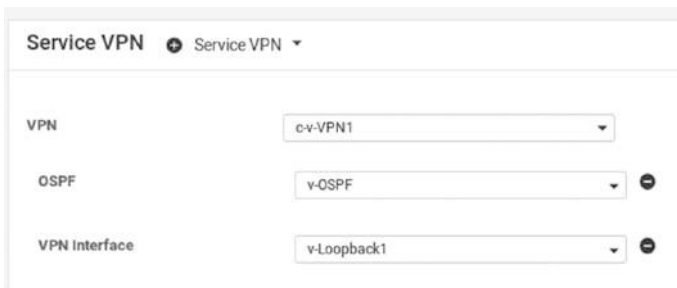 Service VPN Service VPN
VPN c-v-VPN1
OSPF v-OSPF
VPN Interface v-Loopback1